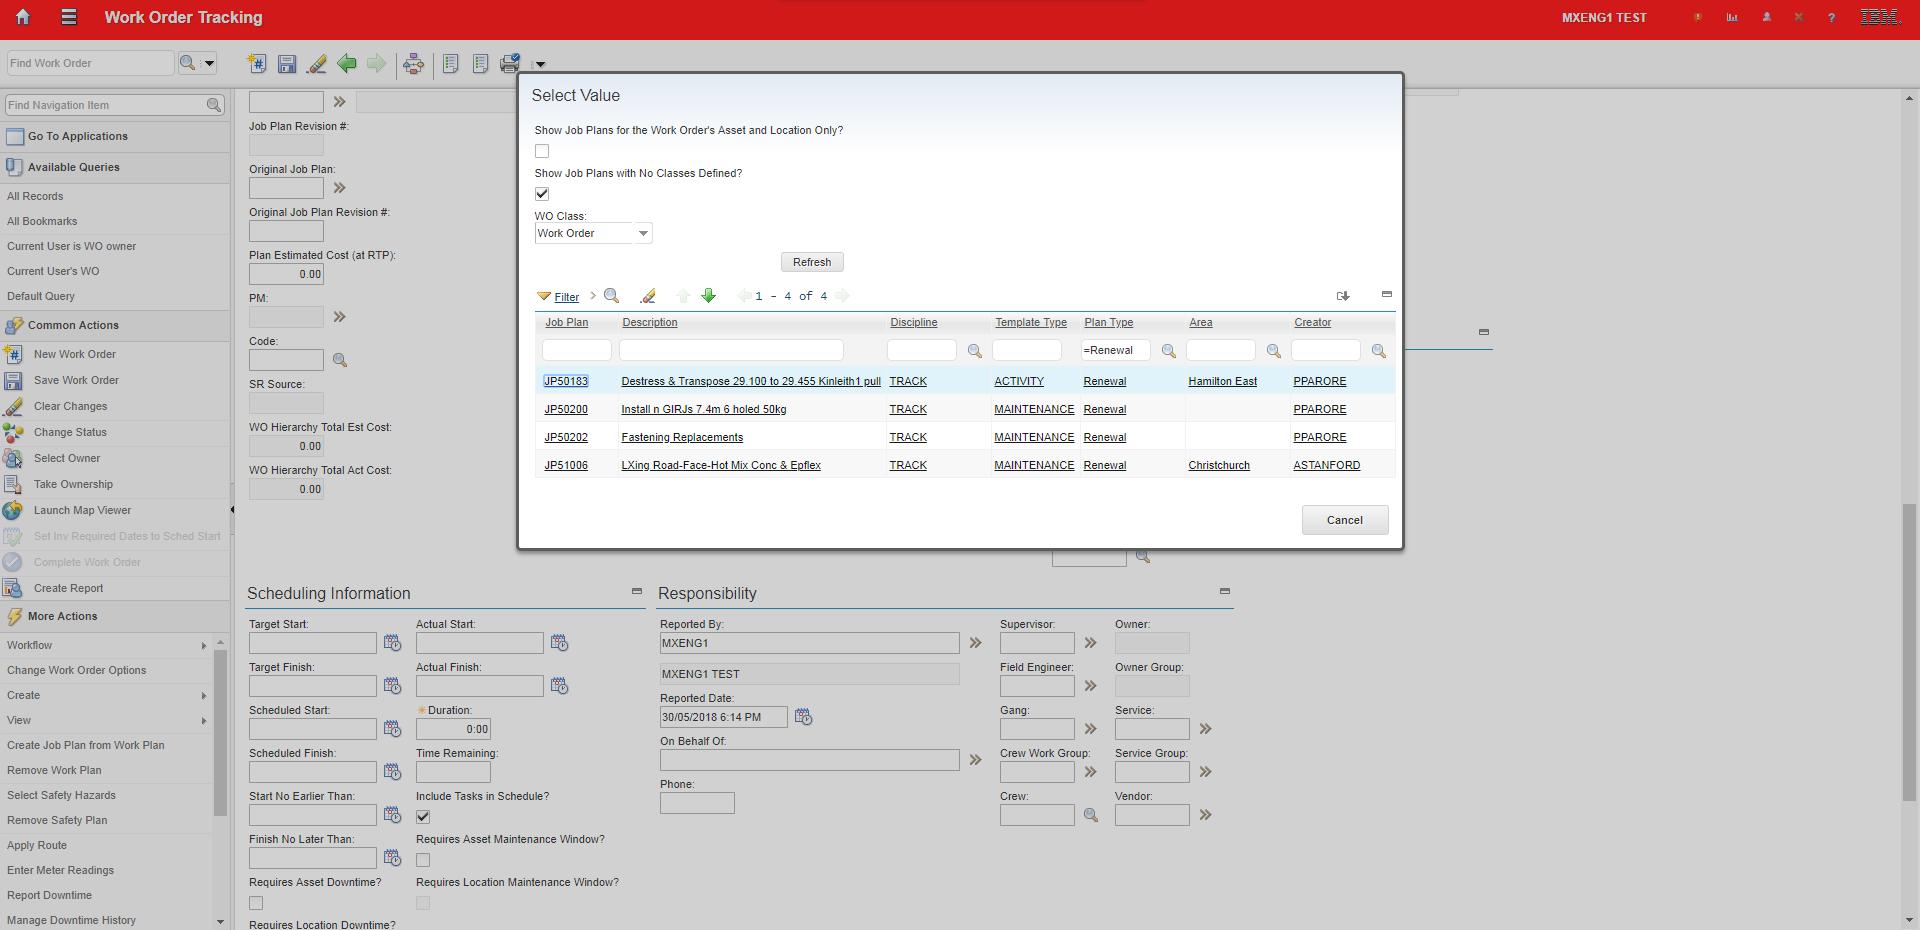 Work Order Tracking
MXENG1 TEST
?
IBM.
Find Work Order
Find Navigation Item
Go To Applications
Available Queries
All Records
All Bookmarks
Current User is WO owner
Current User's WO
Default Query
Common Actions
New Work Order
Save Work Order
Clear Changes
Change Status
Select Owner
Take Ownership
Launch Map Viewer
Set Inv Required Dates to Sched Start
Complete Work Order
Create Report
More Actions
Workflow
Change Work Order Options
Create
View
Create Job Plan from Work Plan
Remove Work Plan
Select Safety Hazards
Remove Safety Plan
Apply Route
Enter Meter Readings
Report Downtime
Manage Downtime History
Job Plan Revision #:
Original Job Plan:
Original Job Plan Revision #:
Plan Estimated Cost (at RTP):
0.00
PM:
Code:
SR Source:
WO Hierarchy Total Est Cost:
0.00
WO Hierarchy Total Act Cost:
0.00
Select Value
Show Job Plans for the Work Order's Asset and Location Only?
Show Job Plans with No Classes Defined?
WO Class:
Work Order
Refresh
Filter 1 - 4 of 4
Job Plan Description Discipline Template Type Plan Type Area Creator
=Renewal
JP50183 Destress & Transpose 29.100 to 29.455 Kinleith1 pull TRACK ACTIVITY Renewal Hamilton East PPARORE
JP50200 Install n GIRJs 7.4m 6 holed 50kg TRACK MAINTENANCE Renewal PPARORE
JP50202 Fastening Replacements TRACK MAINTENANCE Renewal PPARORE
JP51006 LXing Road-Face-Hot Mix Conc & Epflex TRACK MAINTENANCE Renewal Christchurch ASTANFORD
Cancel
Scheduling Information
Target Start: Actual Start:
Target Finish: Actual Finish:
Scheduled Start: Duration:
0:00
Scheduled Finish: Time Remaining:
Start No Earlier Than: Include Tasks in Schedule?
Finish No Later Than: Requires Asset Maintenance Window?
Requires Asset Downtime? Requires Location Maintenance Window?
Requires Location Downtime?
Responsibility
Reported By:
MXENG1
MXENG1 TEST
Reported Date:
30/05/2018 6:14 PM
On Behalf Of:
Phone:
Supervisor: Owner:
Field Engineer: Owner Group:
Gang: Service:
Crew Work Group: Service Group:
Crew: Vendor: